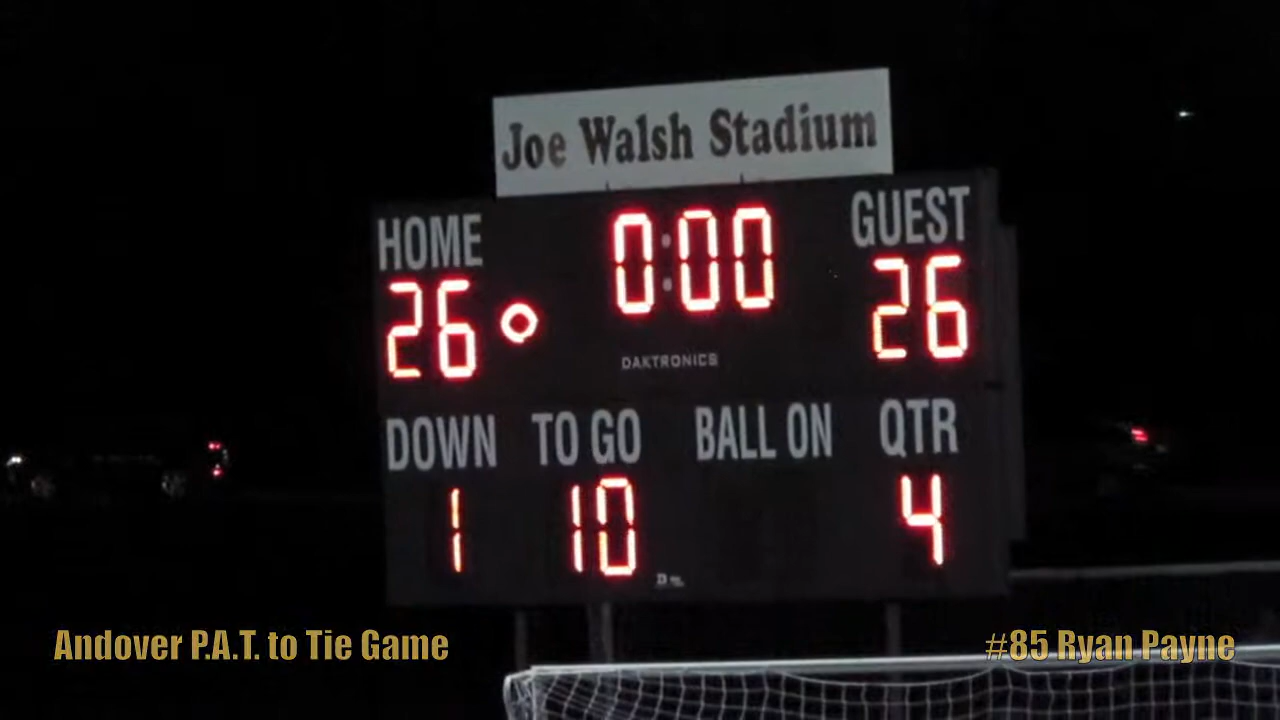 Joe Walsh Stadium
HOME 0:00 GUEST
26 26
DAKTRONICS
DOWN TO GO BALL ON QTR
1 10 4
Andover P.A.T. to Tie Game #85 Ryan Payne